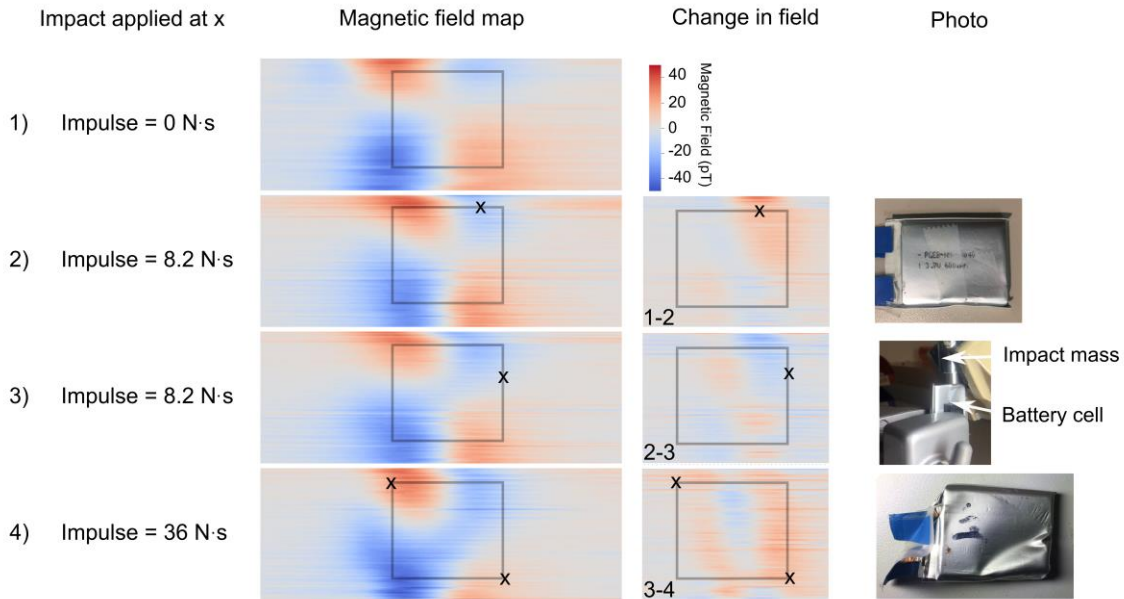 Impact applied at x
Magnetic field map
Change in field
Photo
40
20
0
-20
-40
Magnetic Field (pT)
1) Impulse = 0 N·s
2) Impulse = 8.2 N·s
x
x
1-2
3) Impulse = 8.2 N·s
x
x
2-3
Impact mass
Battery cell
4) Impulse = 36 N·s
x
x
x
x
3-4